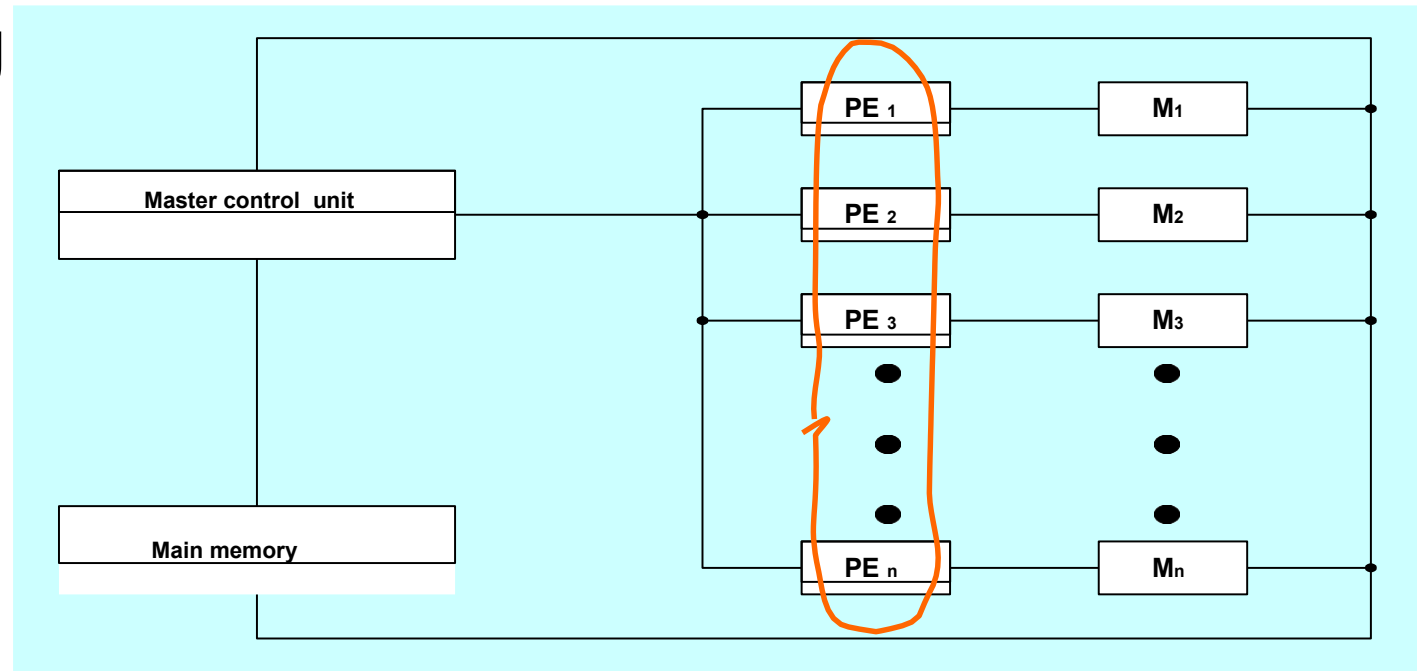 PE 1 M1
Master control unit
PE 2 M2
PE 3 M3
Main memory
PE n Mn